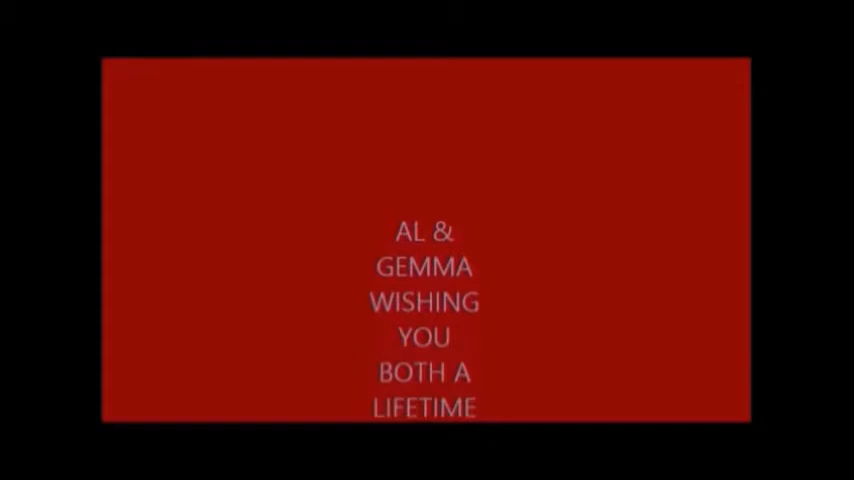 AL &
GEMMA
WISHING
YOU
BOTH A
LIFETIME